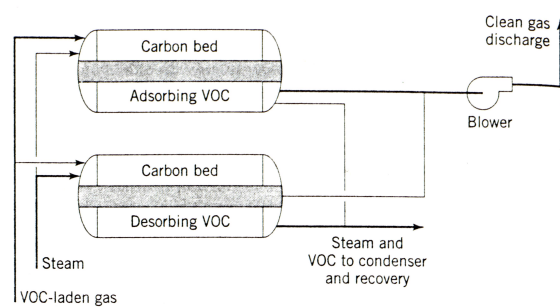 Clean gas
discharge
Carbon bed
Adsorbing VOC
Blower
Carbon bed
Desorbing VOC
Steam and
VOC to condenser
and recovery
Steam
VOC-laden gas